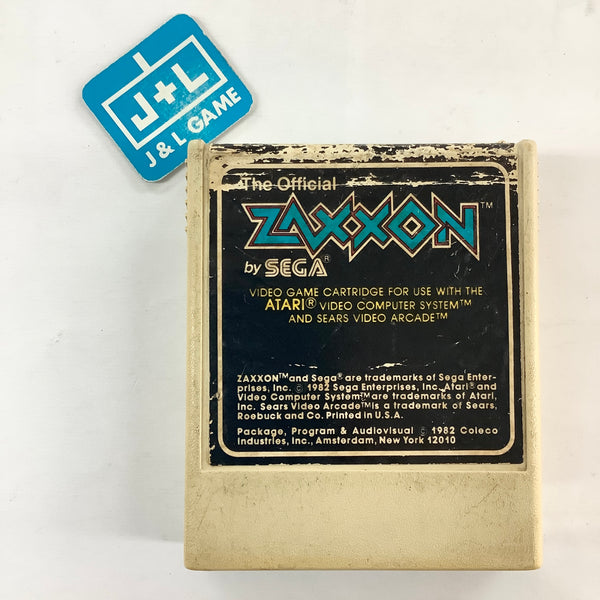 J+L
J & L GAME
The Official
ZAXXON™
by SEGA®
VIDEO GAME CARTRIDGE FOR USE WITH THE
ATARI® VIDEO COMPUTER SYSTEM™
AND SEARS VIDEO ARCADE™
ZAXXON™ and Sega® are trademarks of Sega Enter-
prises, Inc. © 1982 Sega Enterprises, Inc. Atari® and
Video Computer System™ are trademarks of Atari,
Inc. Sears Video Arcade™ is a trademark of Sears,
Roebuck and Co. Printed in U.S.A.
Package, Program & Audiovisual © 1982 Coleco
Industries, Inc., Amsterdam, New York 12010